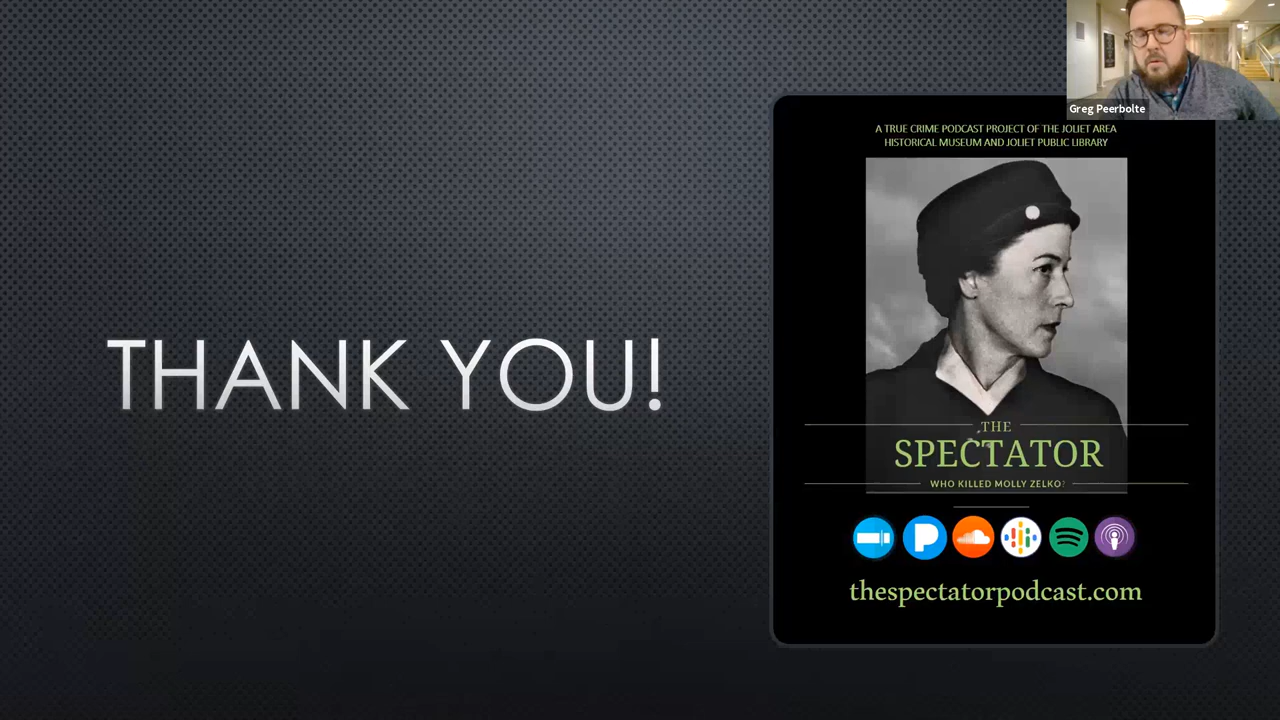 Greg Peerbolte
THANK YOU!
A TRUE CRIME PODCAST PROJECT OF THE JOLIET AREA
HISTORICAL MUSEUM AND JOLIET PUBLIC LIBRARY
THE
SPECTATOR
WHO KILLED MOLLY ZELKO?
thespectatorpodcast.com